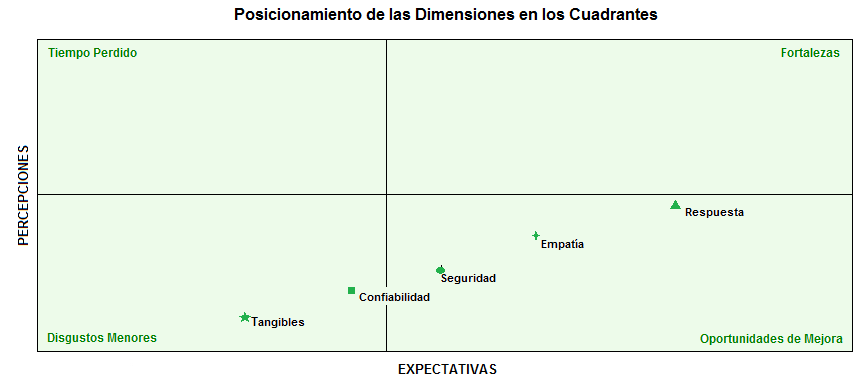 Posicionamiento de las Dimensiones en los Cuadrantes
Tiempo Perdido
Fortalezas
PERCEPCIONES
Respuesta
Empatía
Seguridad
Confiabilidad
Tangibles
Disgustos Menores
Oportunidades de Mejora
EXPECTATIVAS